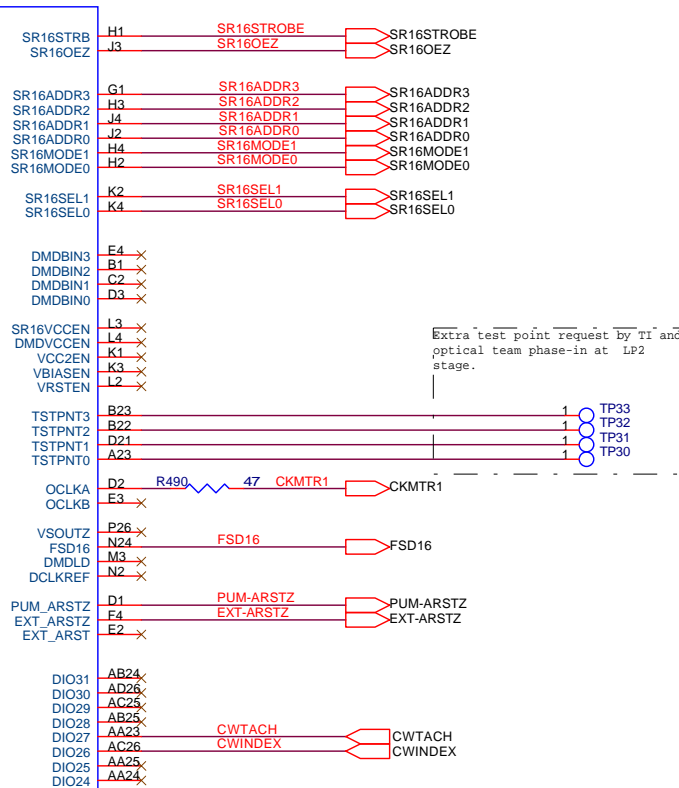 SR16STRB H1 SR16STROBE SR16STROBE
SR16OEZ J3 SR16OEZ SR16OEZ
SR16ADDR3 G1 SR16ADDR3 SR16ADDR3
SR16ADDR2 H3 SR16ADDR2 SR16ADDR2
SR16ADDR1 J4 SR16ADDR1 SR16ADDR1
SR16ADDR0 J2 SR16ADDR0 SR16ADDR0
SR16MODE1 H4 SR16MODE1 SR16MODE1
SR16MODE0 H2 SR16MODE0 SR16MODE0
SR16SEL1 K2 SR16SEL1 SR16SEL1
SR16SEL0 K4 SR16SEL0 SR16SEL0
DMDBIN3 E4
DMDBIN2 B1
DMDBIN1 C2
DMDBIN0 D3
SR16VCCEN L3
DMDVCCEN L4
VCC2EN K1
VBIASEN K3
VRSTEN L2
Extra test point request by TI and
optical team phase-in at LP2
stage.
TSTPNT3 B23 1 TP33
TSTPNT2 B22 1 TP32
TSTPNT1 D21 1 TP31
TSTPNT0 A23 1 TP30
OCLKA D2 R490 47 CKMTR1 CKMTR1
OCLKB E3
VSOUTZ P26
FSD16 N24 FSD16 FSD16
DMDLD M3
DCLKREF N2
PUM_ARSTZ D1 PUM-ARSTZ PUM-ARSTZ
EXT_ARSTZ F4 EXT-ARSTZ EXT-ARSTZ
EXT_ARST E2
DIO31 AB24
DIO30 AD26
DIO29 AC25
DIO28 AB25
DIO27 AA23 CWTACH CWTACH
DIO26 AC26 CWINDEX CWINDEX
DIO25 AA25
DIO24 AA24